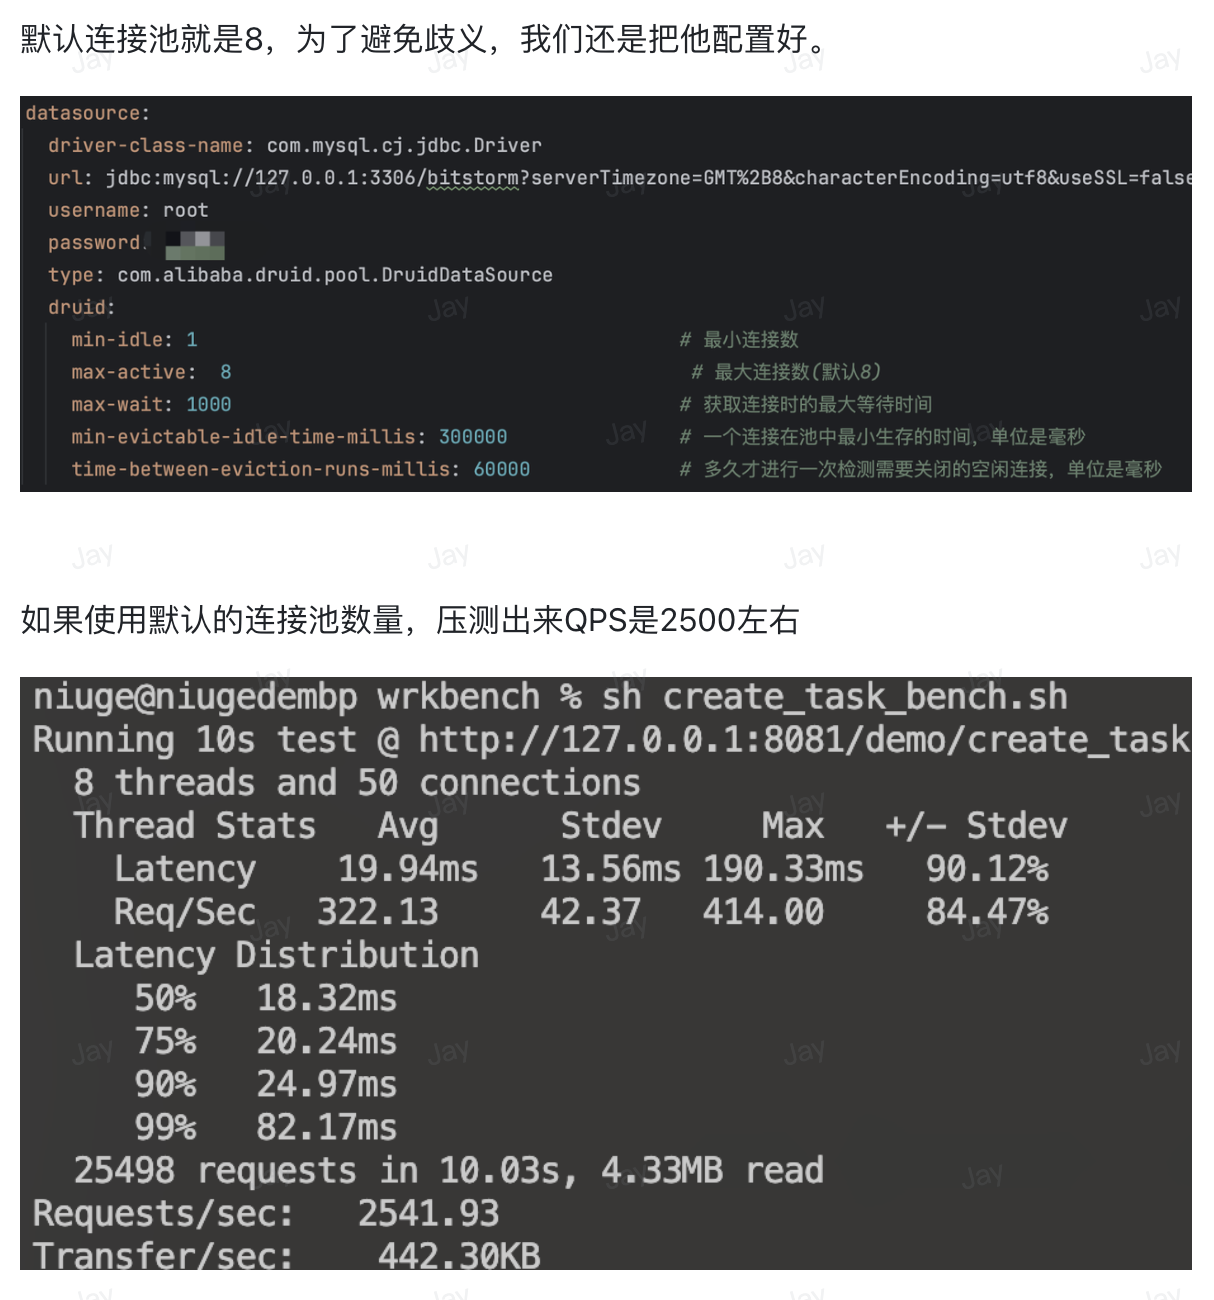 默认连接池就是8，为了避免歧义，我们还是把他配置好。
datasource:
driver-class-name: com.mysql.cj.jdbc.Driver
url: jdbc:mysql://127.0.0.1:3306/bitstorm?serverTimezone=GMT%2B8&characterEncoding=utf8&useSSL=false
username: root
password
type: com.alibaba.druid.pool.DruidDataSource
druid:
min-idle: 1 # 最小连接数
max-active: 8 # 最大连接数(默认8)
max-wait: 1000 # 获取连接时的最大等待时间
min-evictable-idle-time-millis: 300000 # 一个连接在池中最小生存的时间，单位是毫秒
time-between-eviction-runs-millis: 60000 # 多久才进行一次检测需要关闭的空闲连接，单位是毫秒
如果使用默认的连接池数量，压测出来QPS是2500左右
niuge@niugedembp wrkbench % sh create_task_bench.sh
Running 10s test @ http://127.0.0.1:8081/demo/create_task
8 threads and 50 connections
Thread Stats Avg Stdev Max +/- Stdev
Latency 19.94ms 13.56ms 190.33ms 90.12%
Req/Sec 322.13 42.37 414.00 84.47%
Latency Distribution
50% 18.32ms
75% 20.24ms
90% 24.97ms
99% 82.17ms
25498 requests in 10.03s, 4.33MB read
Requests/sec: 2541.93
Transfer/sec: 442.30KB
Jay